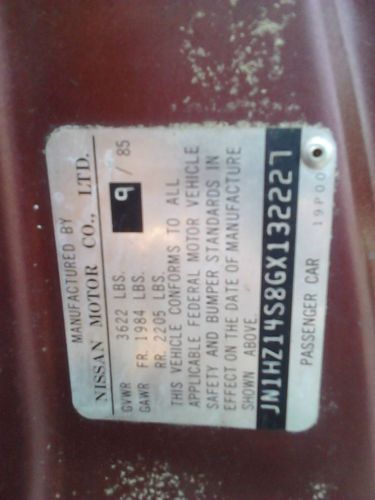 MANUFACTURED BY 9 / 85
NISSAN MOTOR CO., LTD.
GVWR 3622 LBS.
GAWR FR. 1984 LBS.
RR. 2205 LBS.
THIS VEHICLE CONFORMS TO ALL
APPLICABLE FEDERAL MOTOR VEHICLE
SAFETY AND BUMPER STANDARDS IN
EFFECT ON THE DATE OF MANUFACTURE
SHOWN ABOVE.
JN1HZ14S8GX132227
PASSENGER CAR 19P00